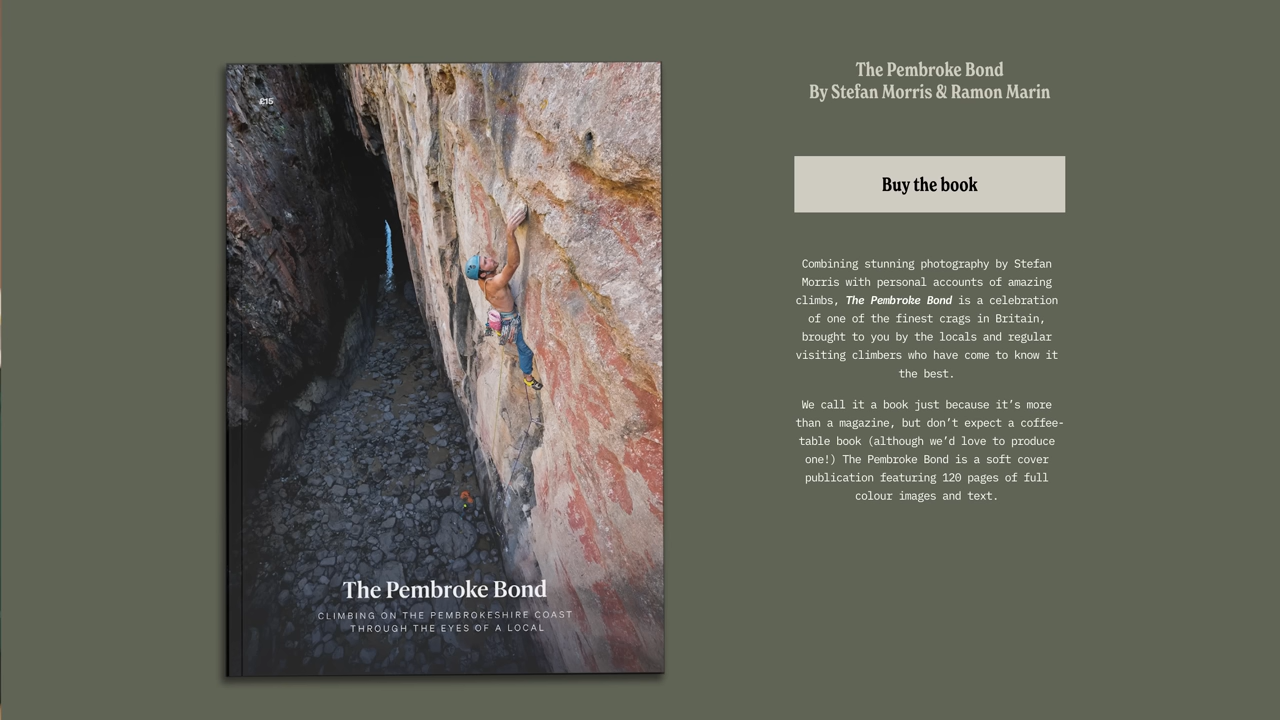 £15
The Pembroke Bond
CLIMBING ON THE PEMBROKESHIRE COAST
THROUGH THE EYES OF A LOCAL
The Pembroke Bond
By Stefan Morris & Ramon Marin
Buy the book
Combining stunning photography by Stefan
Morris with personal accounts of amazing
climbs, The Pembroke Bond is a celebration
of one of the finest crags in Britain,
brought to you by the locals and regular
visiting climbers who have come to know it
the best.
We call it a book just because it’s more
than a magazine, but don’t expect a coffee-
table book (although we’d love to produce
one!) The Pembroke Bond is a soft cover
publication featuring 120 pages of full
colour images and text.